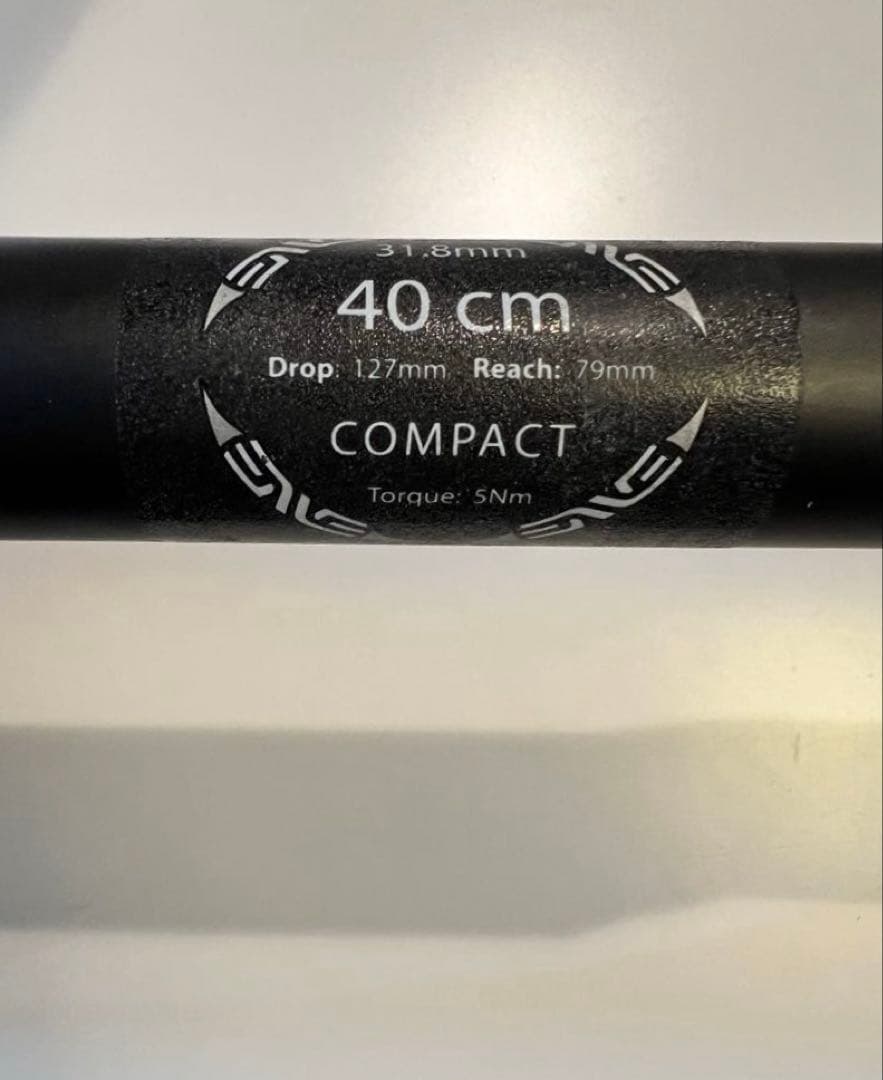 31.8mm
40 cm
Drop: 127mm Reach: 79mm
COMPACT
Torque: 5Nm